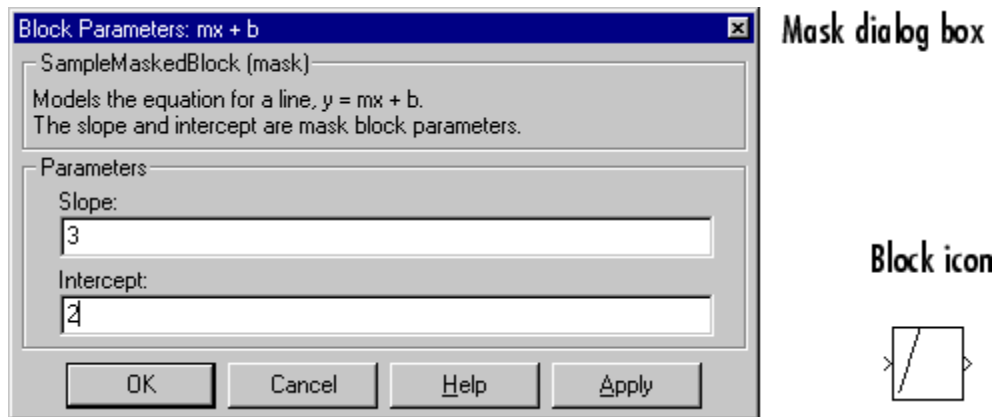 Block Parameters: mx + b
Mask dialog box
SampleMaskedBlock (mask)
Models the equation for a line, y = mx + b.
The slope and intercept are mask block parameters.
Parameters
Slope:
3
Intercept:
2
Block icon
OK Cancel Help Apply